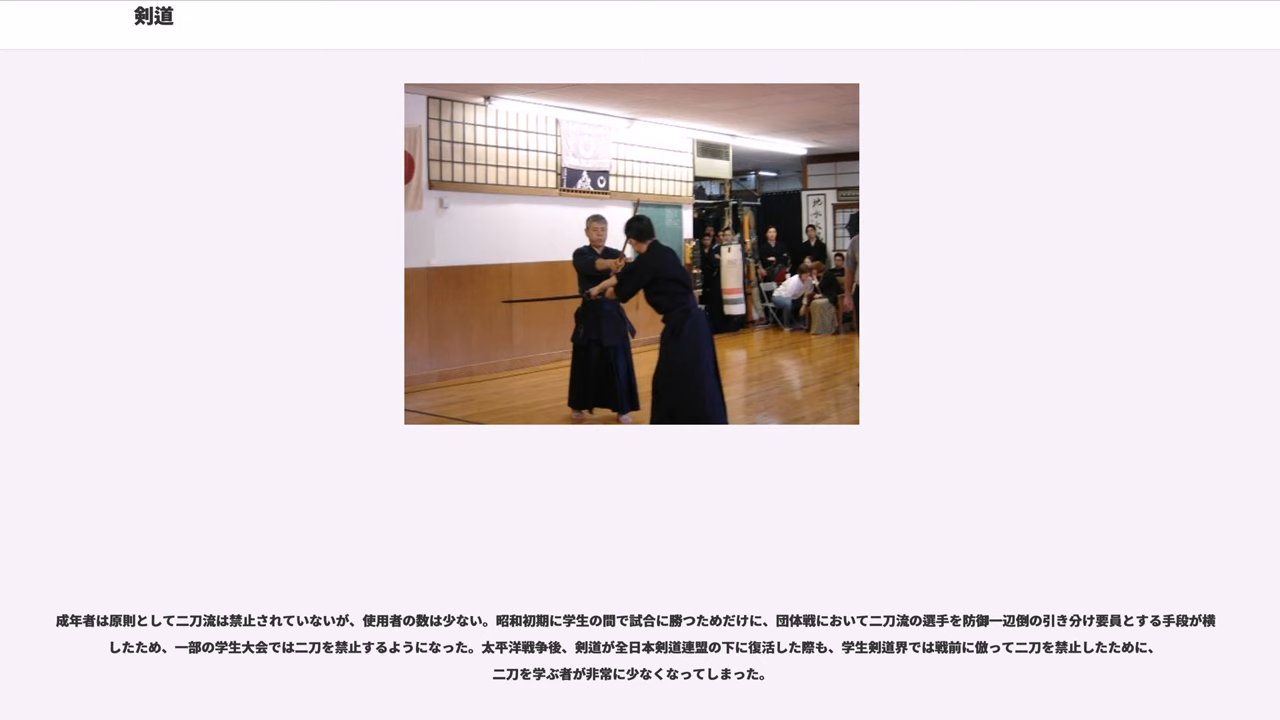 剣道
成年者は原則として二刀流は禁止されていないが、使用者の数は少ない。昭和初期に学生の間で試合に勝つためだけに、団体戦において二刀流の選手を防御一辺倒の引き分け要員とする手段が横
したため、一部の学生大会では二刀を禁止するようになった。太平洋戦争後、剣道が全日本剣道連盟の下に復活した際も、学生剣道界では戦前に倣って二刀を禁止したために、
二刀を学ぶ者が非常に少なくなってしまった。